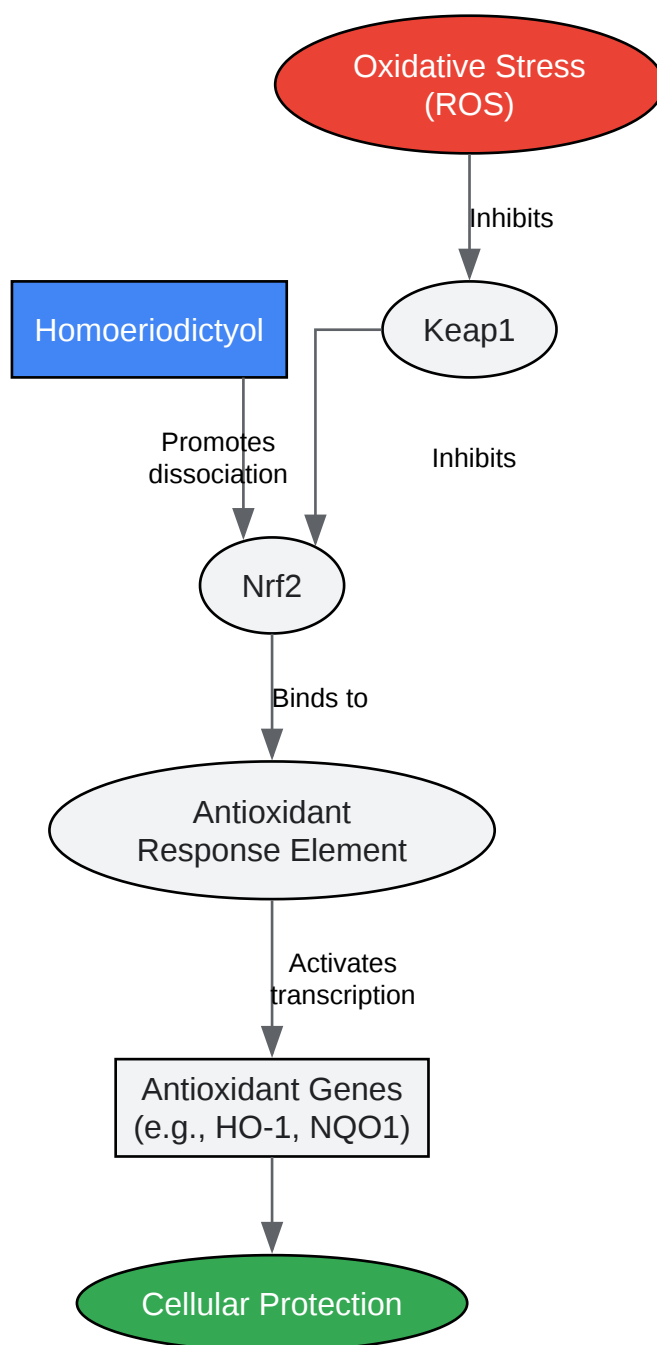 Oxidative Stress
(ROS)
Inhibits
Homoeriodictyol
Keap1
Promotes
dissociation
Inhibits
Nrf2
Binds to
Antioxidant
Response Element
Activates
transcription
Antioxidant Genes
(e.g., HO-1, NQO1)
Cellular Protection